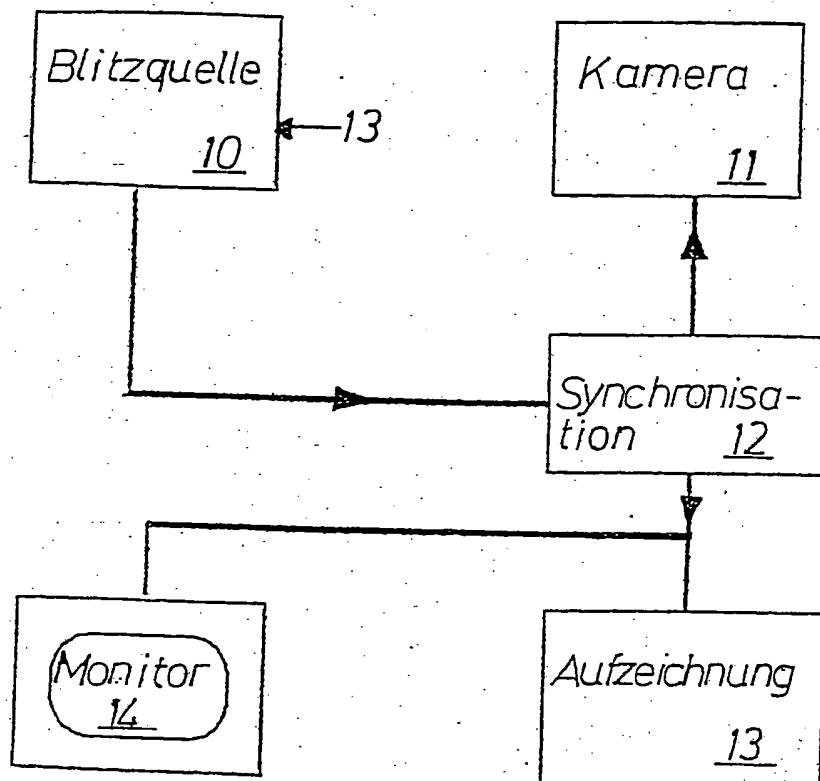 Blitzquelle
10
13
Kamera
11
Synchronisa-
tion 12
Monitor
14
Aufzeichnung
13